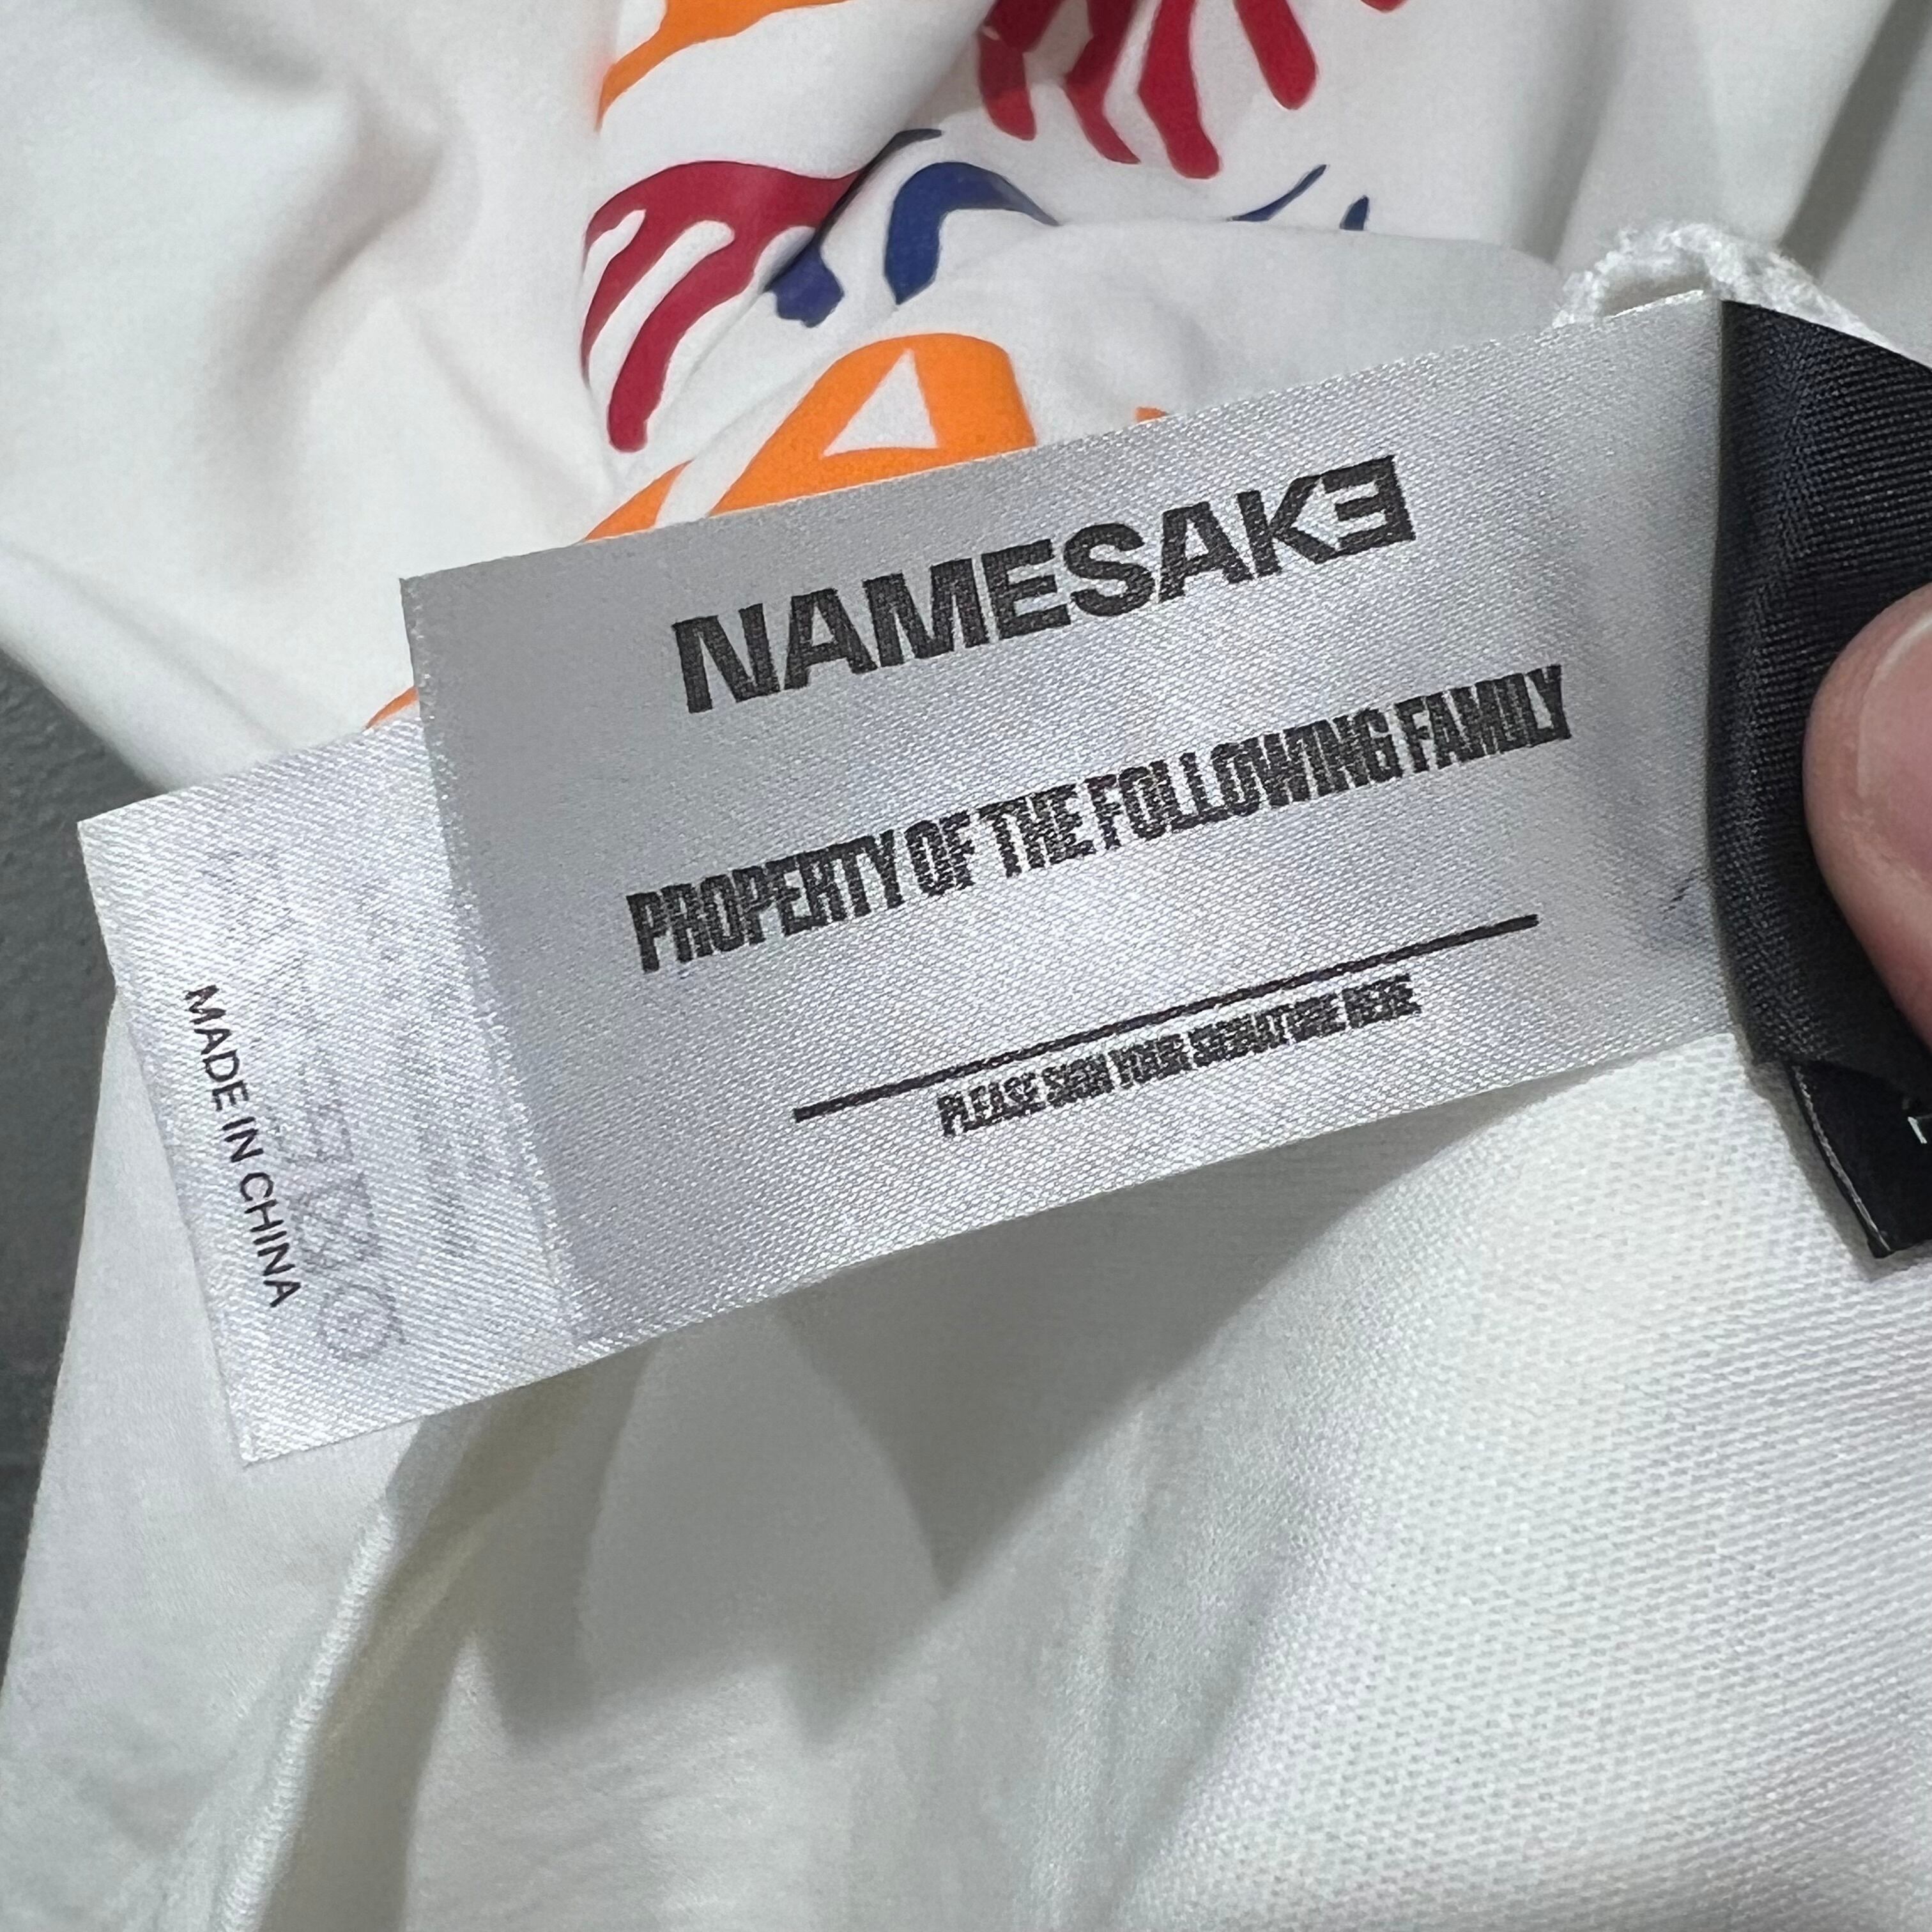 NAMESAKE
PROPERTY OF THE FOLLOWING FAMILY
PLEASE SIGN YOUR SIGNATURE HERE
MADE IN CHINA